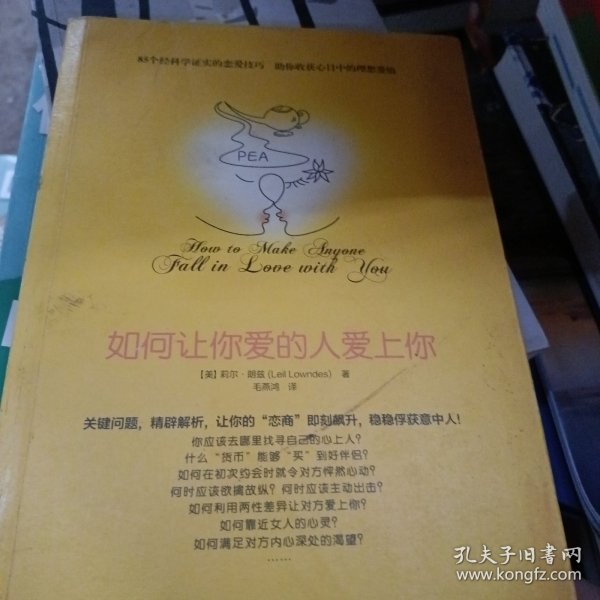 85个经科学证实的恋爱技巧 助你收获心目中的理想爱情
PEA
How to Make Anyone
Fall in Love with You
如何让你爱的人爱上你
【美】莉尔·朗兹(Leil Lowndes) 著
毛燕鸿 译
关键问题，精辟解析，让你的“恋商”即刻飙升，稳稳俘获意中人！
你应该去哪里找寻自己的心上人？
什么“货币”能够“买”到好伴侣？
如何在初次约会时就令对方怦然心动？
何时应该欲擒故纵？何时应该主动出击？
如何利用两性差异让对方爱上你？
如何靠近女人的心灵？
如何满足对方内心深处的渴望？
……
孔夫子旧书网
www.kongfz.com